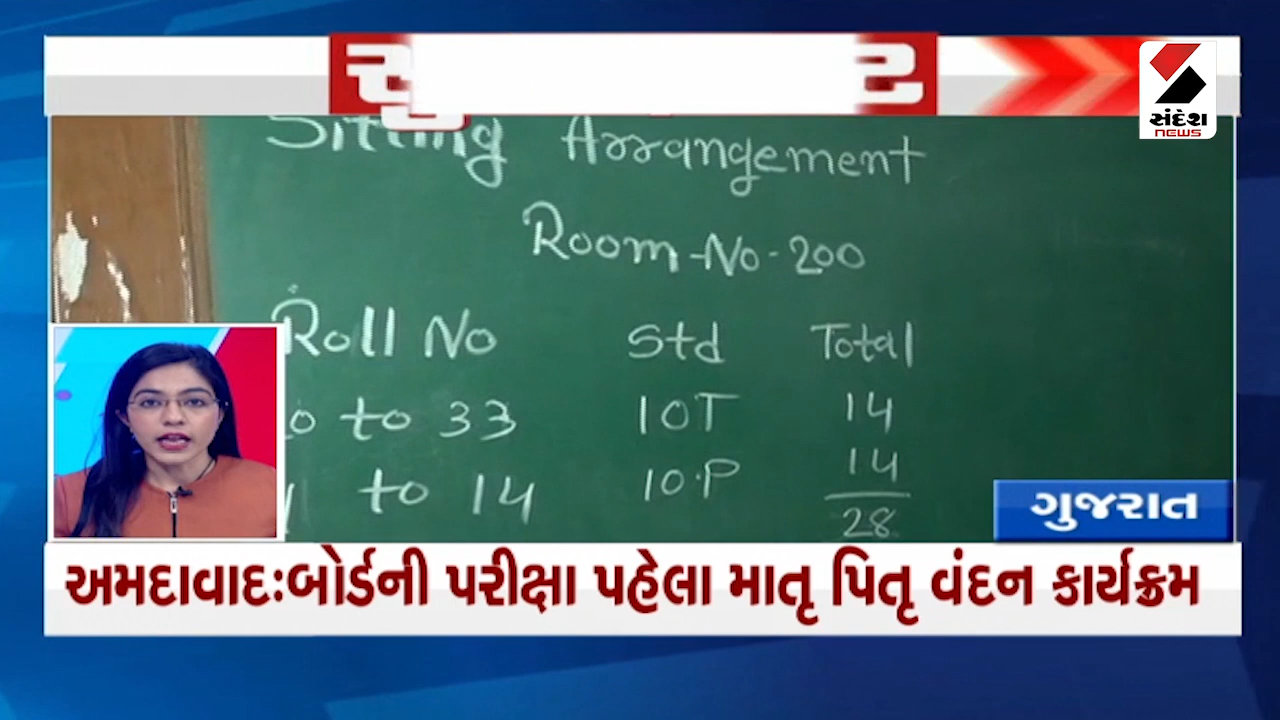 સંદેશ
NEWS
Sitting Arrangement
Room-No-200
Roll No Std Total
to 33 10T 14
to 14 10.P 14
28
ગુજરાત
અમદાવાદ:બોર્ડની પરીક્ષા પહેલા માતૃ પિતૃ વંદન કાર્યક્રમ